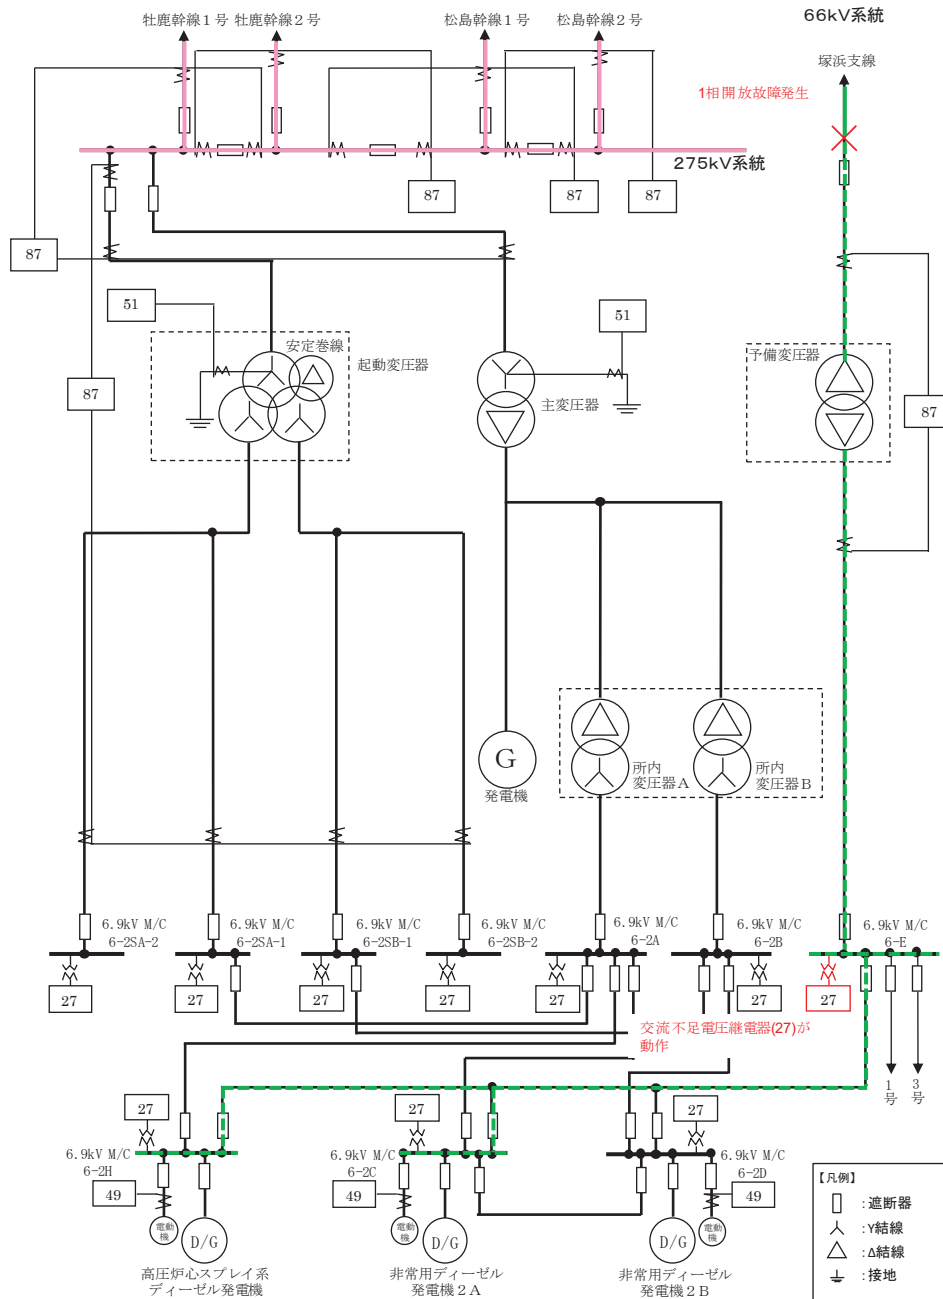 66kV系統
牡鹿幹線1号 牡鹿幹線2号 松島幹線1号 松島幹線2号
塚浜支線
1相開放故障発生
275kV系統
87
87
87
87
51
51
安定巻線
起動変圧器
主変圧器
予備変圧器
87
87
G
発電機
所内
変圧器A
所内
変圧器B
6.9kV M/C
6-2SA-2
6.9kV M/C
6-2SA-1
6.9kV M/C
6-2SB-1
6.9kV M/C
6-2SB-2
6.9kV M/C
6-2A
6.9kV M/C
6-2B
6.9kV M/C
6-E
27
27
27
27
27
27
27
交流不足電圧継電器(27)が
動作
1号
3号
27
27
27
6.9kV M/C
6-2H
6.9kV M/C
6-2C
6.9kV M/C
6-2D
49
49
49
電動機
D/G
電動機
D/G
D/G
電動機
高圧炉心スプレイ系
ディーゼル発電機
非常用ディーゼル
発電機2A
非常用ディーゼル
発電機2B
【凡例】
:遮断器
:Y結線
:Δ結線
:接地